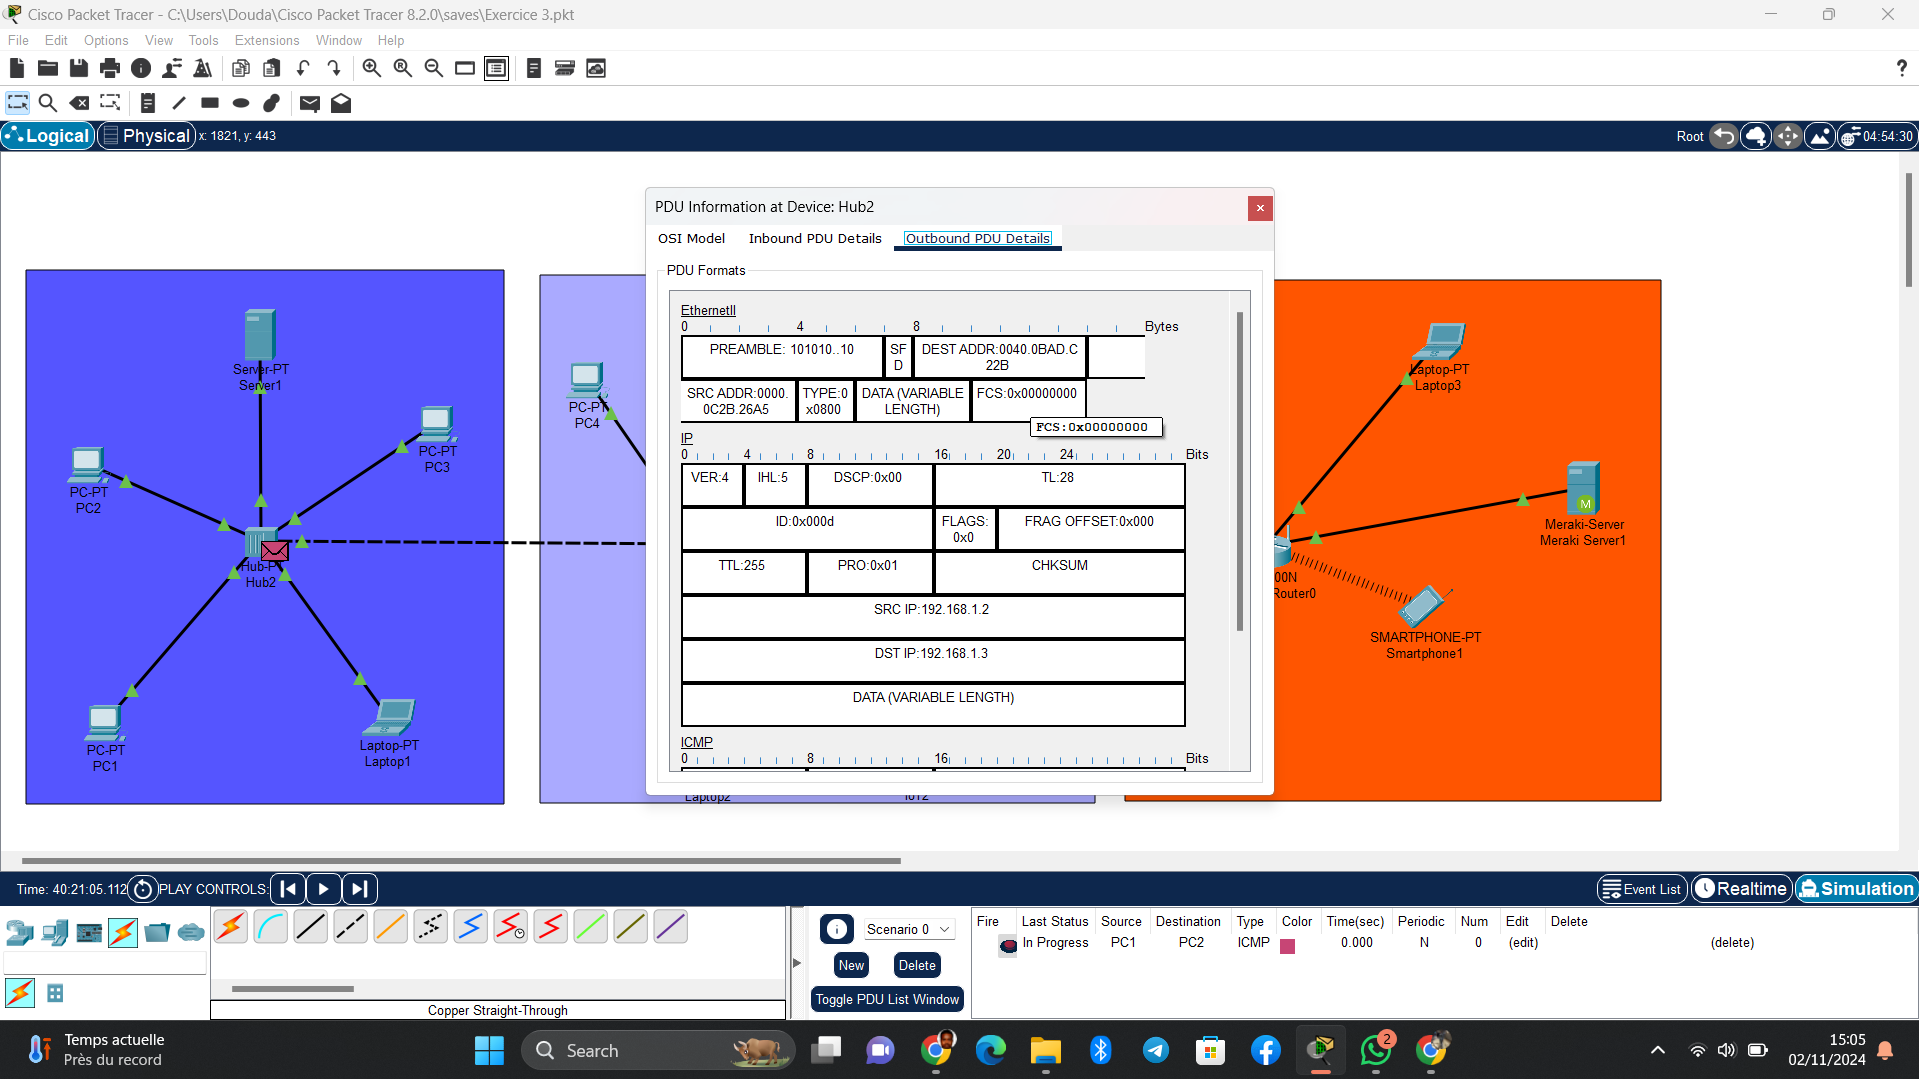 Cisco Packet Tracer - C:\Users\Douda\Cisco Packet Tracer 8.2.0\saves\Exercice 3.pkt
File Edit Options View Tools Extensions Window Help
?
Logical Physical x: 1821, y: 443 Root 04:54:30
PDU Information at Device: Hub2
OSI Model Inbound PDU Details Outbound PDU Details
PDU Formats
EthernetII
0 4 8 Bytes
PREAMBLE: 101010..10 SF DEST ADDR:0040.0BAD.C
D 22B
SRC ADDR:0000. TYPE:0 DATA (VARIABLE FCS:0x00000000
0C2B.26A5 x0800 LENGTH)
FCS:0x00000000
IP
0 4 8 16 20 24 Bits
VER:4 IHL:5 DSCP:0x00 TL:28
ID:0x000d FLAGS: FRAG OFFSET:0x000
0x0
TTL:255 PRO:0x01 CHKSUM
SRC IP:192.168.1.2
DST IP:192.168.1.3
DATA (VARIABLE LENGTH)
ICMP
0 8 16 Bits
Server-PT
Server1
PC-PT
PC3
PC-PT
PC2
Hub-PT
Hub2
PC-PT
PC1
Laptop-PT
Laptop1
PC-PT
PC4
Laptop2
Laptop-PT
Laptop3
M
Meraki-Server
Meraki Server1
00N
Router0
SMARTPHONE-PT
Smartphone1
Time: 40:21:05.112 PLAY CONTROLS: Event List Realtime Simulation
Scenario 0
New Delete
Toggle PDU List Window
Copper Straight-Through
Fire Last Status Source Destination Type Color Time(sec) Periodic Num Edit Delete
In Progress PC1 PC2 ICMP 0.000 N 0 (edit) (delete)
Temps actuelle
Près du record
Search
2
15:05
02/11/2024